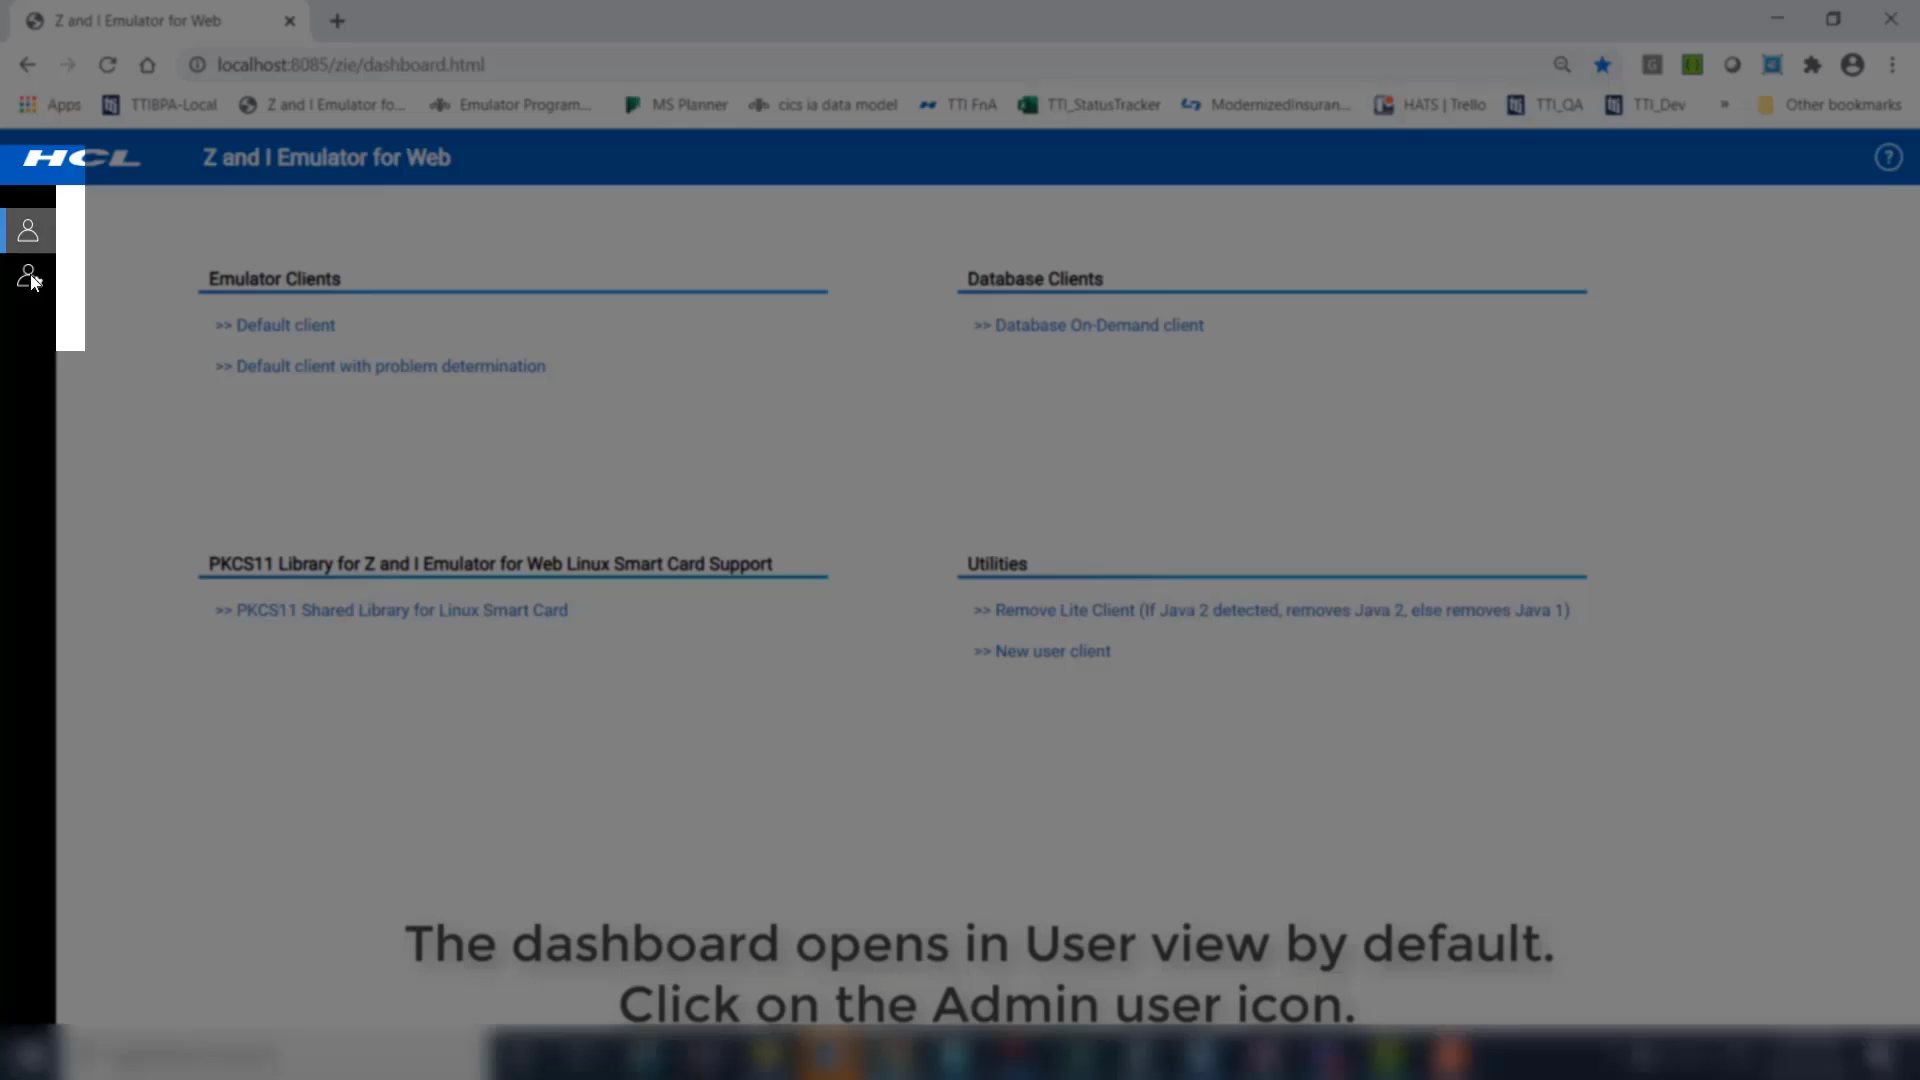 Z and I Emulator for Web
localhost:8085/zie/dashboard.html
Apps TTIBPA-Local Z and I Emulator fo... Emulator Program... MS Planner cics ia data model TTI FnA TTI_StatusTracker ModernizedInsuran... HATS | Trello TTI_QA TTI_Dev » Other bookmarks
HCL Z and I Emulator for Web ?
Emulator Clients
>> Default client
>> Default client with problem determination
Database Clients
>> Database On-Demand client
PKCS11 Library for Z and I Emulator for Web Linux Smart Card Support
>> PKCS11 Shared Library for Linux Smart Card
Utilities
>> Remove Lite Client (If Java 2 detected, removes Java 2, else removes Java 1)
>> New user client
The dashboard opens in User view by default.
Click on the Admin user icon.